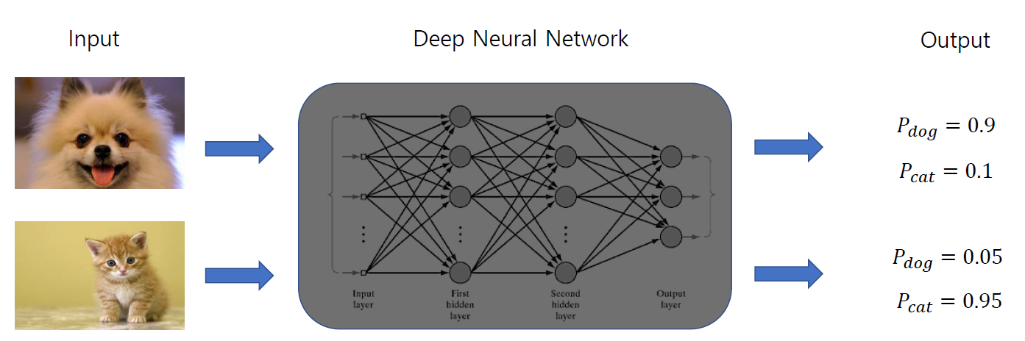 Input
Deep Neural Network
Output
P_dog = 0.9
P_cat = 0.1
P_dog = 0.05
P_cat = 0.95
Input
layer
First
hidden
layer
Second
hidden
layer
Output
layer